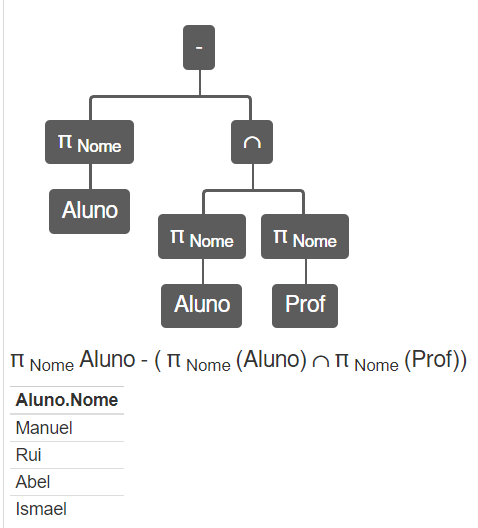 -
π Nome ∩
Aluno
π Nome π Nome
Aluno Prof
π Nome Aluno - ( π Nome (Aluno) ∩ π Nome (Prof))
Aluno.Nome
Manuel
Rui
Abel
Ismael